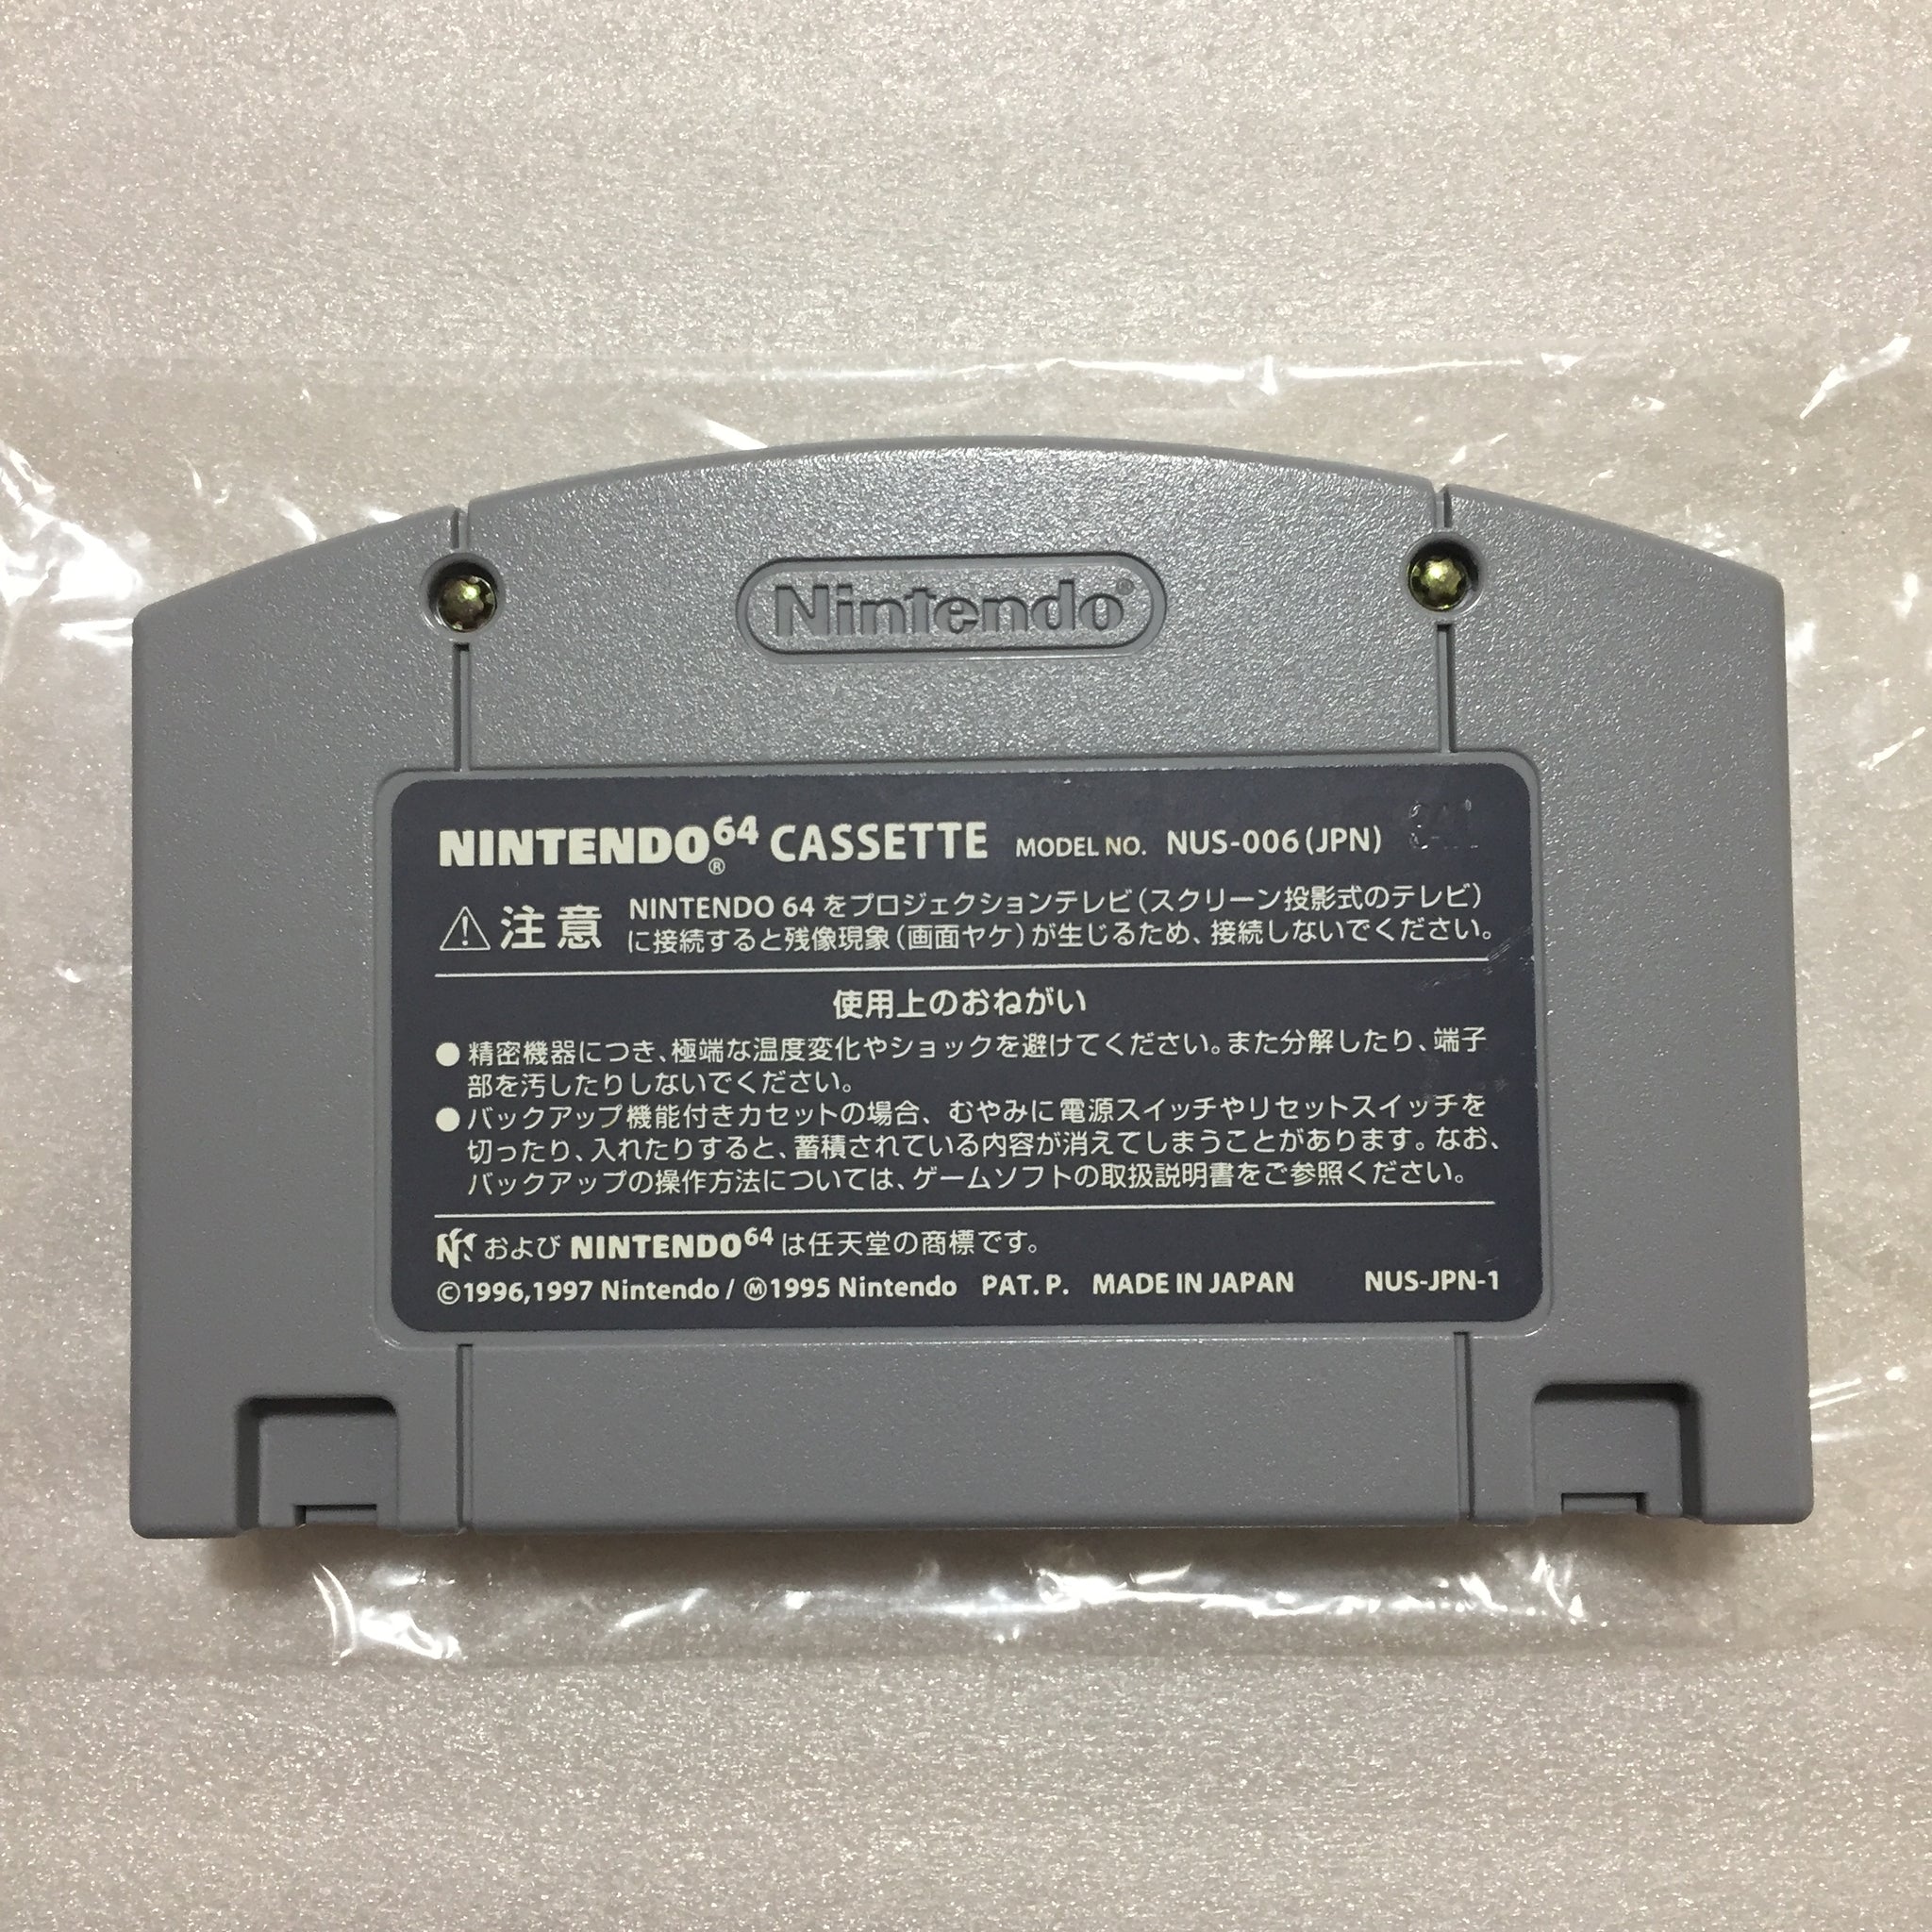 Nintendo®
NINTENDO64® CASSETTE MODEL NO. NUS-006(JPN)
⚠注意 NINTENDO 64 をプロジェクションテレビ(スクリーン投影式のテレビ)
に接続すると残像現象(画面ヤケ)が生じるため、接続しないでください。
使用上のおねがい
●精密機器につき、極端な温度変化やショックを避けてください。また分解したり、端子
部を汚したりしないでください。
●バックアップ機能付きカセットの場合、むやみに電源スイッチやリセットスイッチを
切ったり、入れたりすると、蓄積されている内容が消えてしまうことがあります。なお、
バックアップの操作方法については、ゲームソフトの取扱説明書をご参照ください。
および NINTENDO64 は任天堂の商標です。
©1996,1997 Nintendo / Ⓜ1995 Nintendo PAT. P. MADE IN JAPAN NUS-JPN-1